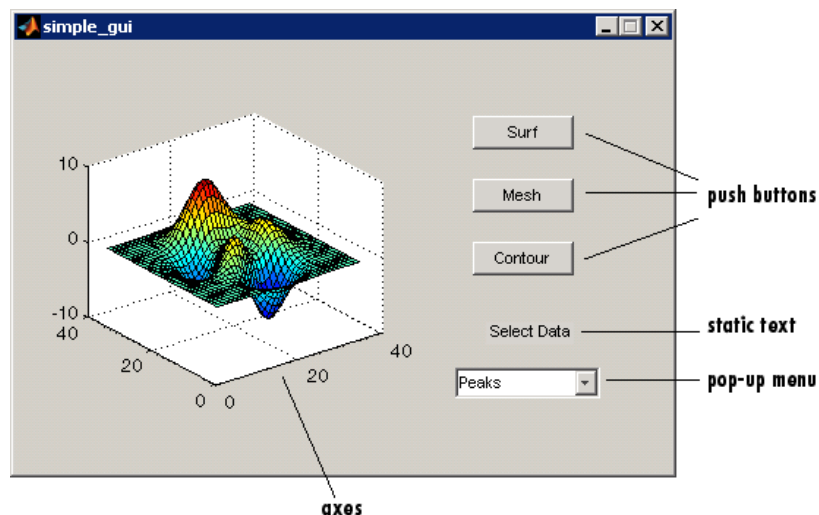 simple_gui
Surf
Mesh
push buttons
Contour
Select Data
static text
Peaks
pop-up menu
10
0
-10
40
20
0
0
20
40
axes